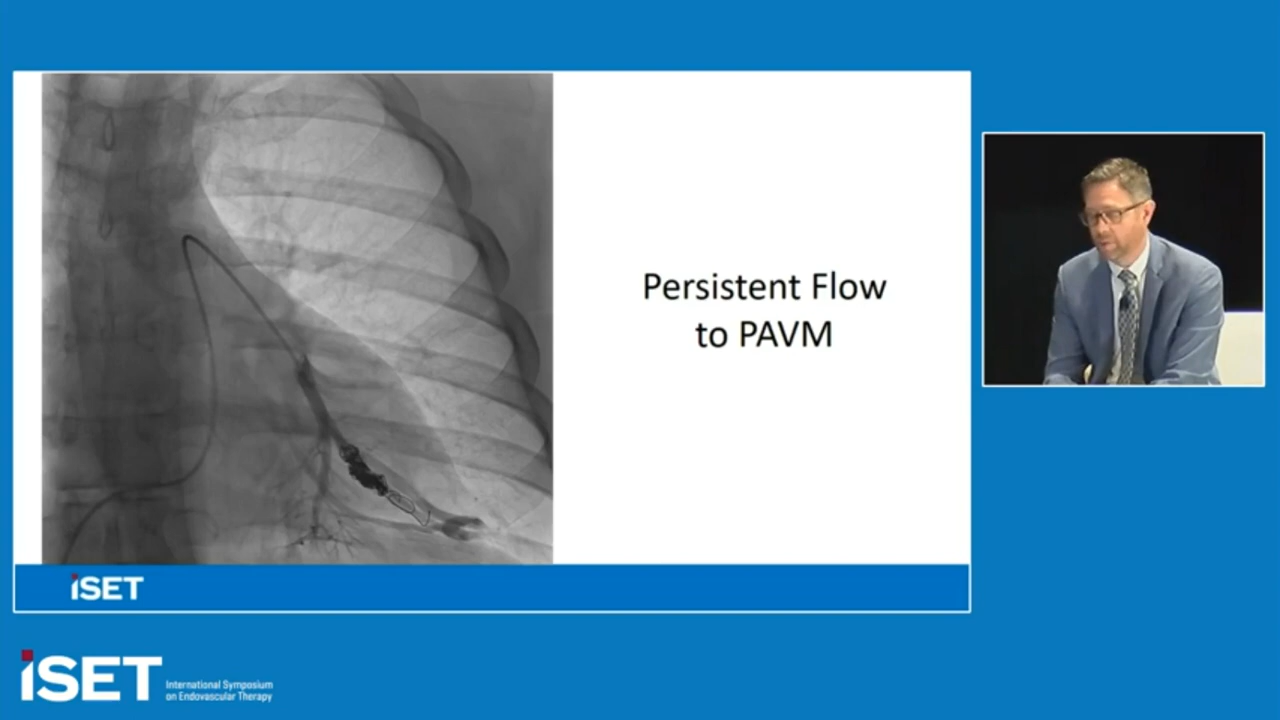 Persistent Flow
to PAVM
iSET
iSET
International Symposium
on Endovascular Therapy